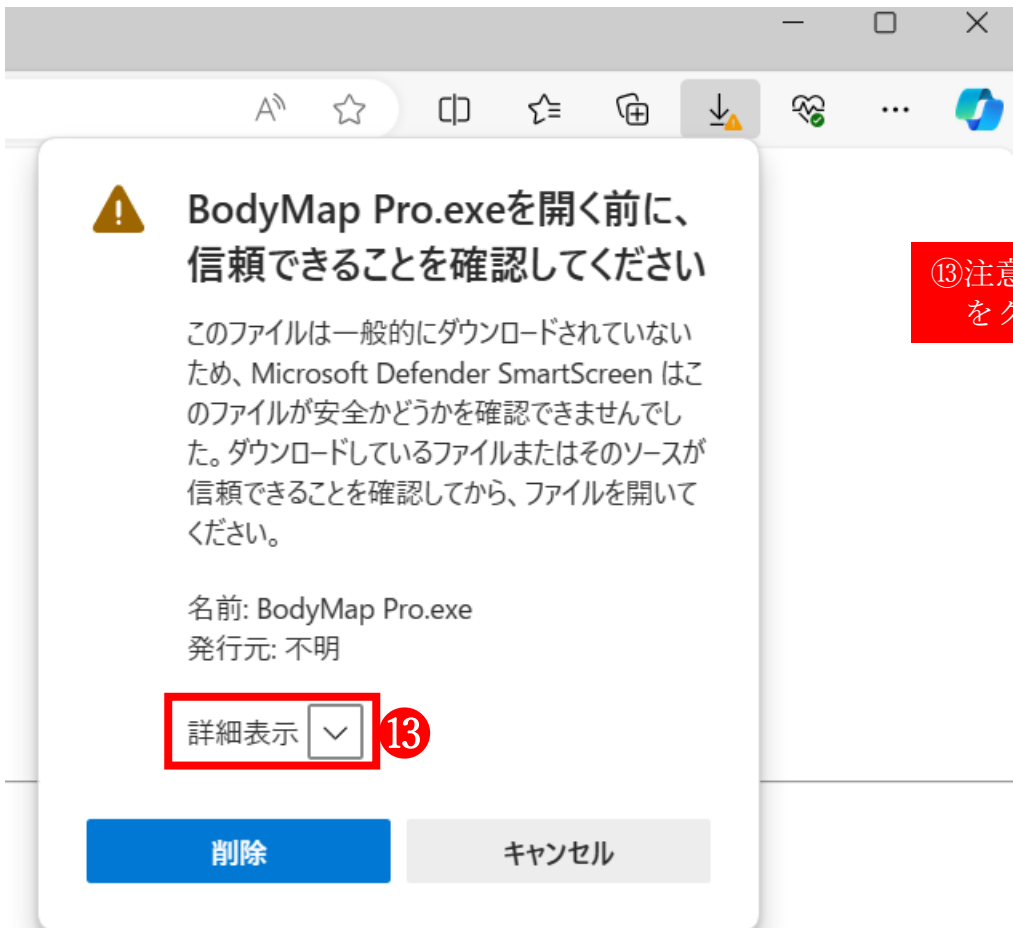 BodyMap Pro.exeを開く前に、
信頼できることを確認してください
このファイルは一般的にダウンロードされていない
ため、Microsoft Defender SmartScreen はこ
のファイルが安全かどうかを確認できませんでし
た。ダウンロードしているファイルまたはそのソースが
信頼できることを確認してから、ファイルを開いて
ください。
名前: BodyMap Pro.exe
発行元: 不明
詳細表示
⑬
削除
キャンセル
⑬注意
をク